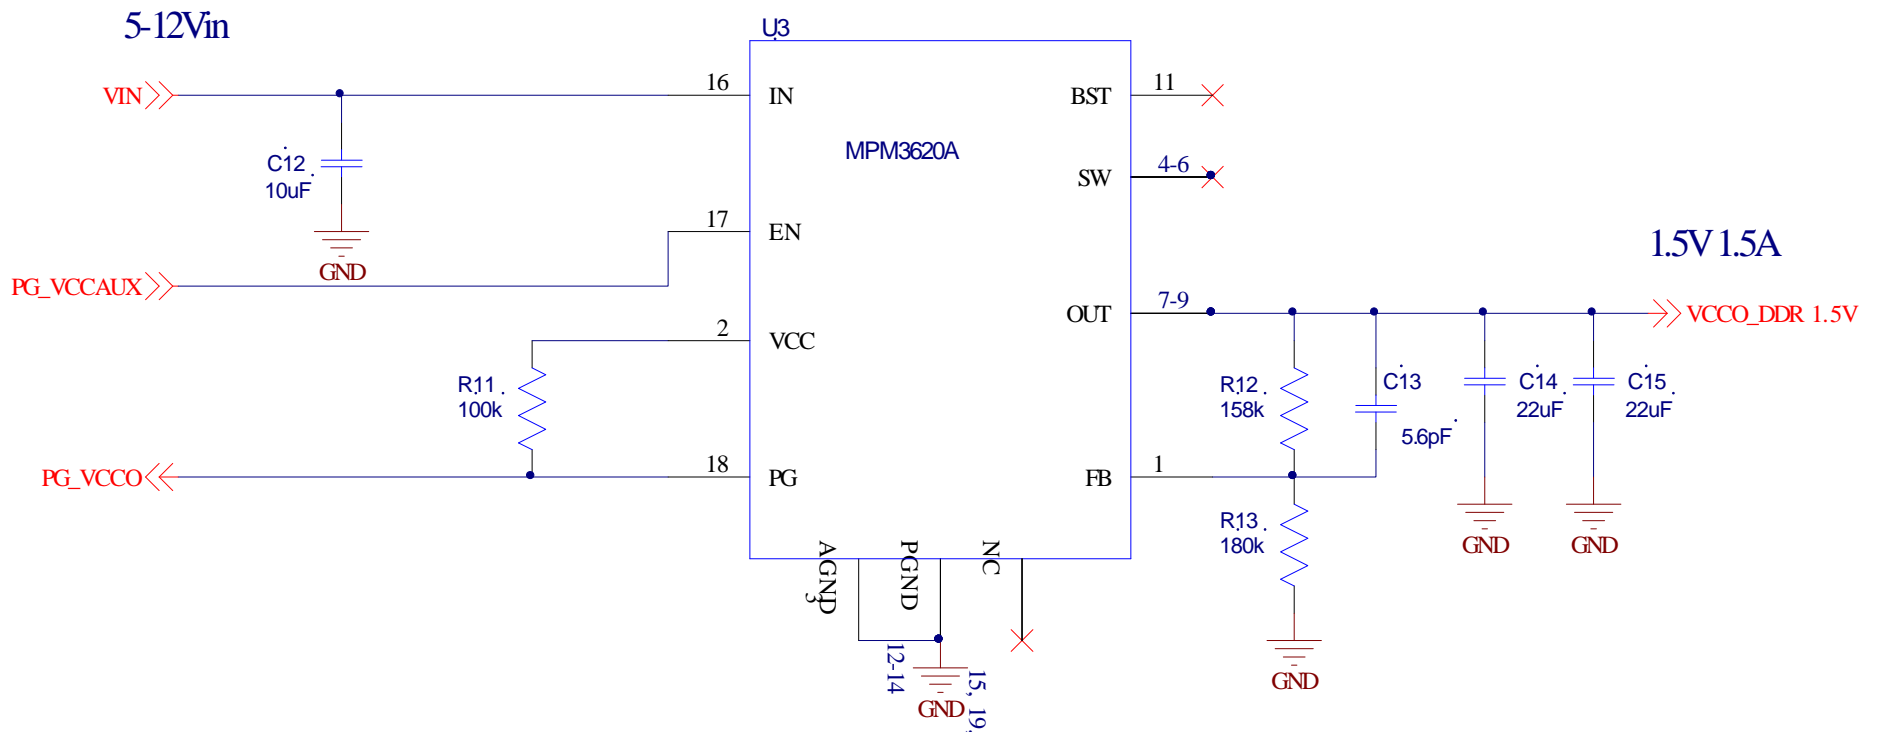 5-12Vin
U3
VIN
16
IN
BST
11
MPM3620A
C12
10uF
SW
4-6
17
EN
GND
PG_VCCAUX
1.5V 1.5A
7-9
OUT
VCCO_DDR 1.5V
2
VCC
R11
100k
R12
158k
C13
5.6pF
C14
22uF
C15
22uF
PG_VCCO
18
PG
FB
1
R13
180k
GND
GND
AGND
3
PGND
NC
12-14
15, 19,
GND
GND